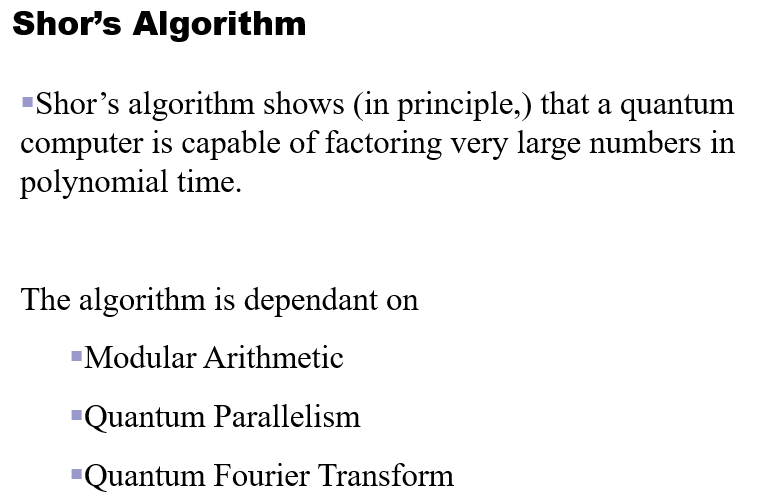 Shor’s Algorithm
▪Shor’s algorithm shows (in principle,) that a quantum
computer is capable of factoring very large numbers in
polynomial time.
The algorithm is dependant on
▪Modular Arithmetic
▪Quantum Parallelism
▪Quantum Fourier Transform